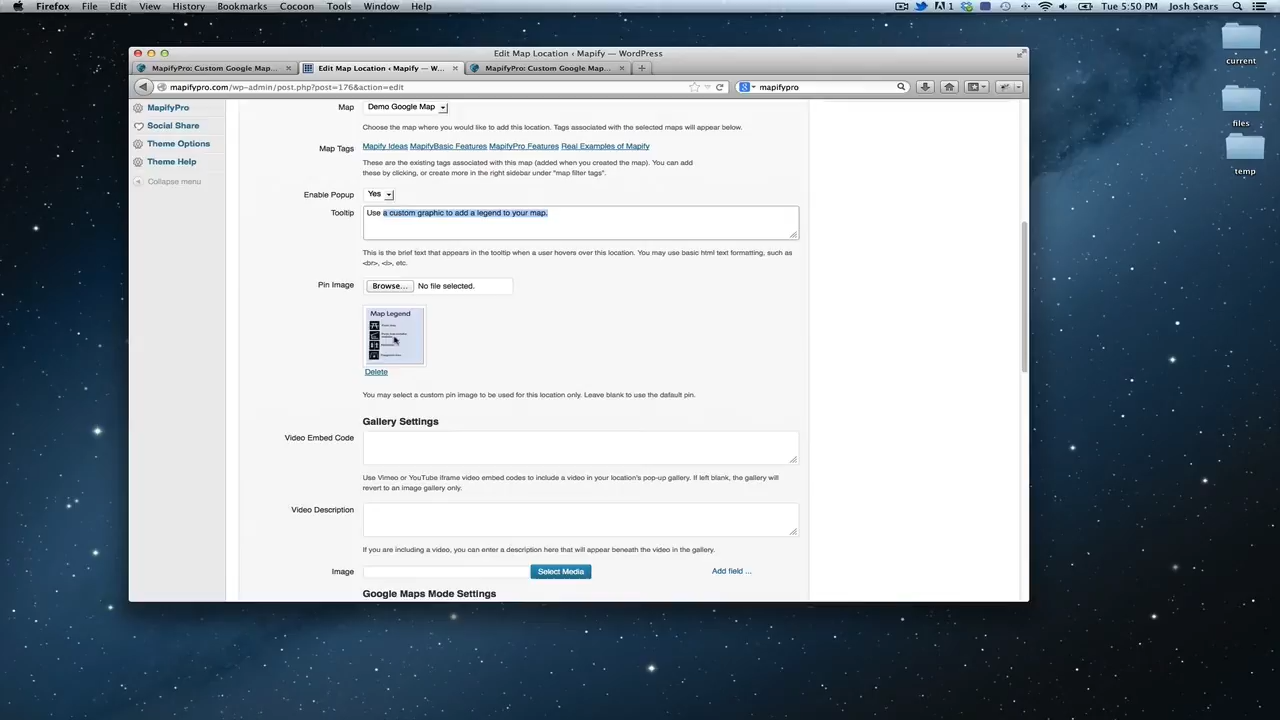 Firefox File Edit View History Bookmarks Cocoon Tools Window Help
1 Tue 5:50 PM Josh Sears
current
files
temp
Edit Map Location ‹ Mapify — WordPress
MapifyPro: Custom Google Map... × Edit Map Location ‹ Mapify — W... × MapifyPro: Custom Google Map... × +
mapifypro.com/wp-admin/post.php?post=176&action=edit
mapifypro
MapifyPro
Social Share
Theme Options
Theme Help
Collapse menu
Map Demo Google Map
Choose the map where you would like to add this location. Tags associated with the selected maps will appear below.
Map Tags Mapify Ideas MapifyBasic Features MapifyPro Features Real Examples of Mapify
These are the existing tags associated with this map (added when you created the map). You can add
these by clicking, or create more in the right sidebar under "map filter tags".
Enable Popup Yes
Tooltip Use a custom graphic to add a legend to your map.
This is the brief text that appears in the tooltip when a user hovers over this location. You may use basic html text formatting, such as
<br>, <i>, etc.
Pin Image Browse... No file selected.
Map Legend
Delete
You may select a custom pin image to be used for this location only. Leave blank to use the default pin.
Gallery Settings
Video Embed Code
Use Vimeo or YouTube iframe video embed codes to include a video in your location's pop-up gallery. If left blank, the gallery will
revert to an image gallery only.
Video Description
If you are including a video, you can enter a description here that will appear beneath the video in the gallery.
Image Select Media Add field ...
Google Maps Mode Settings